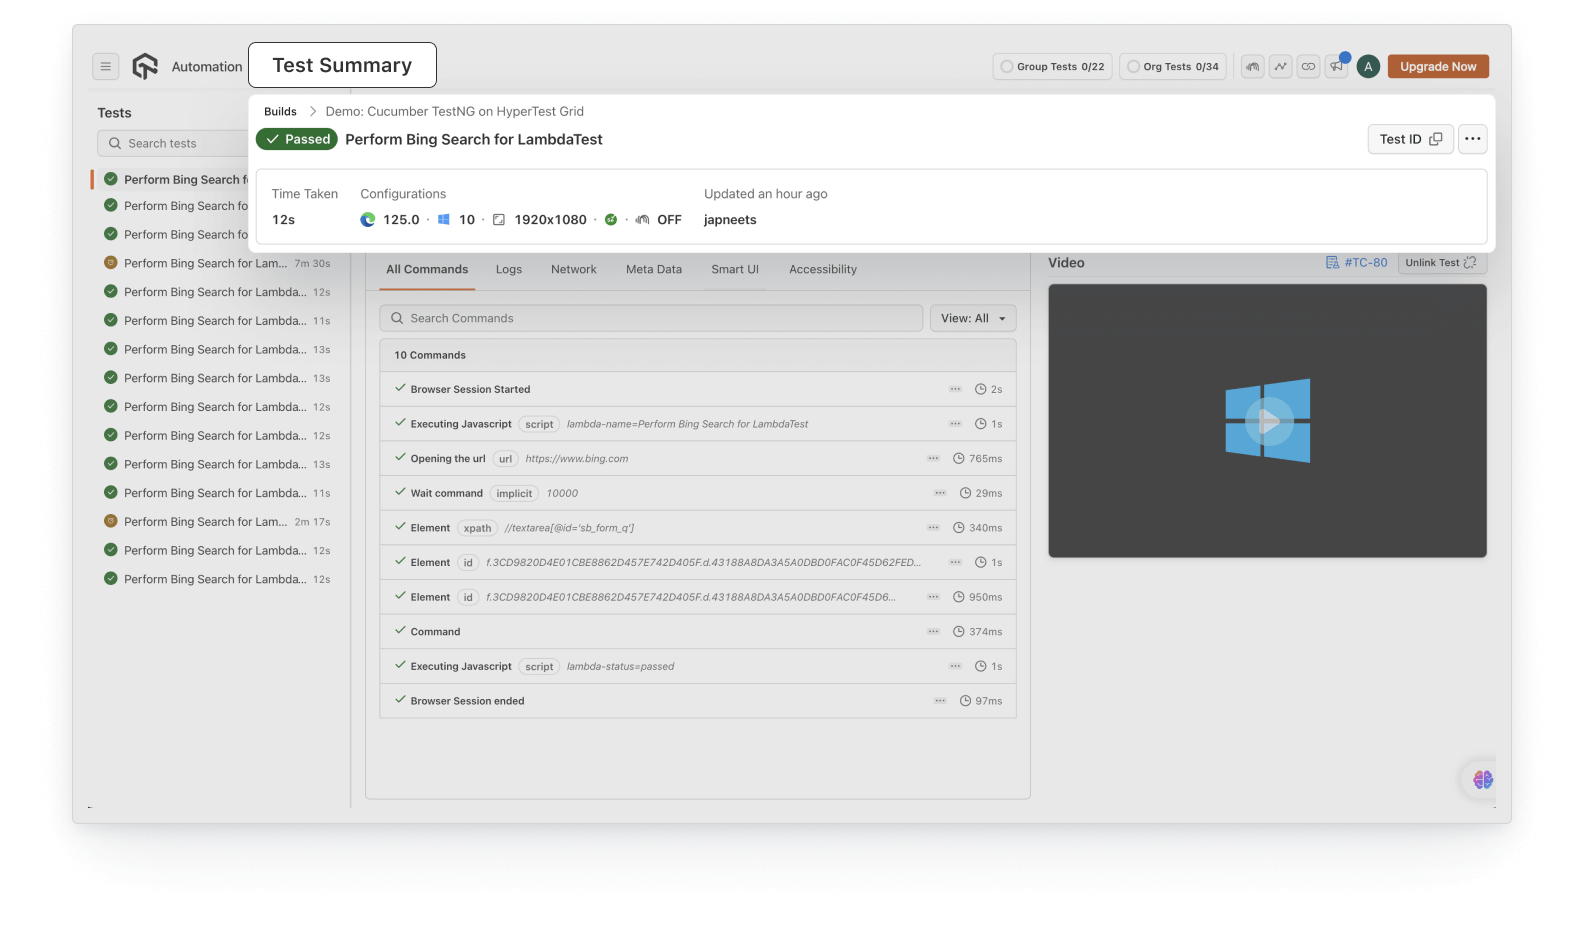 Automation
Test Summary
Group Tests 0/22
Org Tests 0/34
A
Upgrade Now
Tests
Search tests
Builds > Demo: Cucumber TestNG on HyperTest Grid
Passed Perform Bing Search for LambdaTest
Test ID
Time Taken
12s
Configurations
125.0 · 10 · 1920x1080 · · OFF
Updated an hour ago
japneets
Perform Bing Search f
Perform Bing Search for
Perform Bing Search for
Perform Bing Search for Lam... 7m 30s
Perform Bing Search for Lambda... 12s
Perform Bing Search for Lambda... 11s
Perform Bing Search for Lambda... 13s
Perform Bing Search for Lambda... 13s
Perform Bing Search for Lambda... 12s
Perform Bing Search for Lambda... 12s
Perform Bing Search for Lambda... 13s
Perform Bing Search for Lambda... 11s
Perform Bing Search for Lam... 2m 17s
Perform Bing Search for Lambda... 12s
Perform Bing Search for Lambda... 12s
All Commands
Logs
Network
Meta Data
Smart UI
Accessibility
Search Commands
View: All
10 Commands
Browser Session Started 2s
Executing Javascript script lambda-name=Perform Bing Search for LambdaTest 1s
Opening the url url https://www.bing.com 765ms
Wait command implicit 10000 29ms
Element xpath //textarea[@id='sb_form_q'] 340ms
Element id f.3CD9820D4E01CBE8862D457E742D405F.d.43188A8DA3A5A0DBD0FAC0F45D62FED... 1s
Element id f.3CD9820D4E01CBE8862D457E742D405F.d.43188A8DA3A5A0DBD0FAC0F45D6... 950ms
Command 374ms
Executing Javascript script lambda-status=passed 1s
Browser Session ended 97ms
Video
#TC-80
Unlink Test